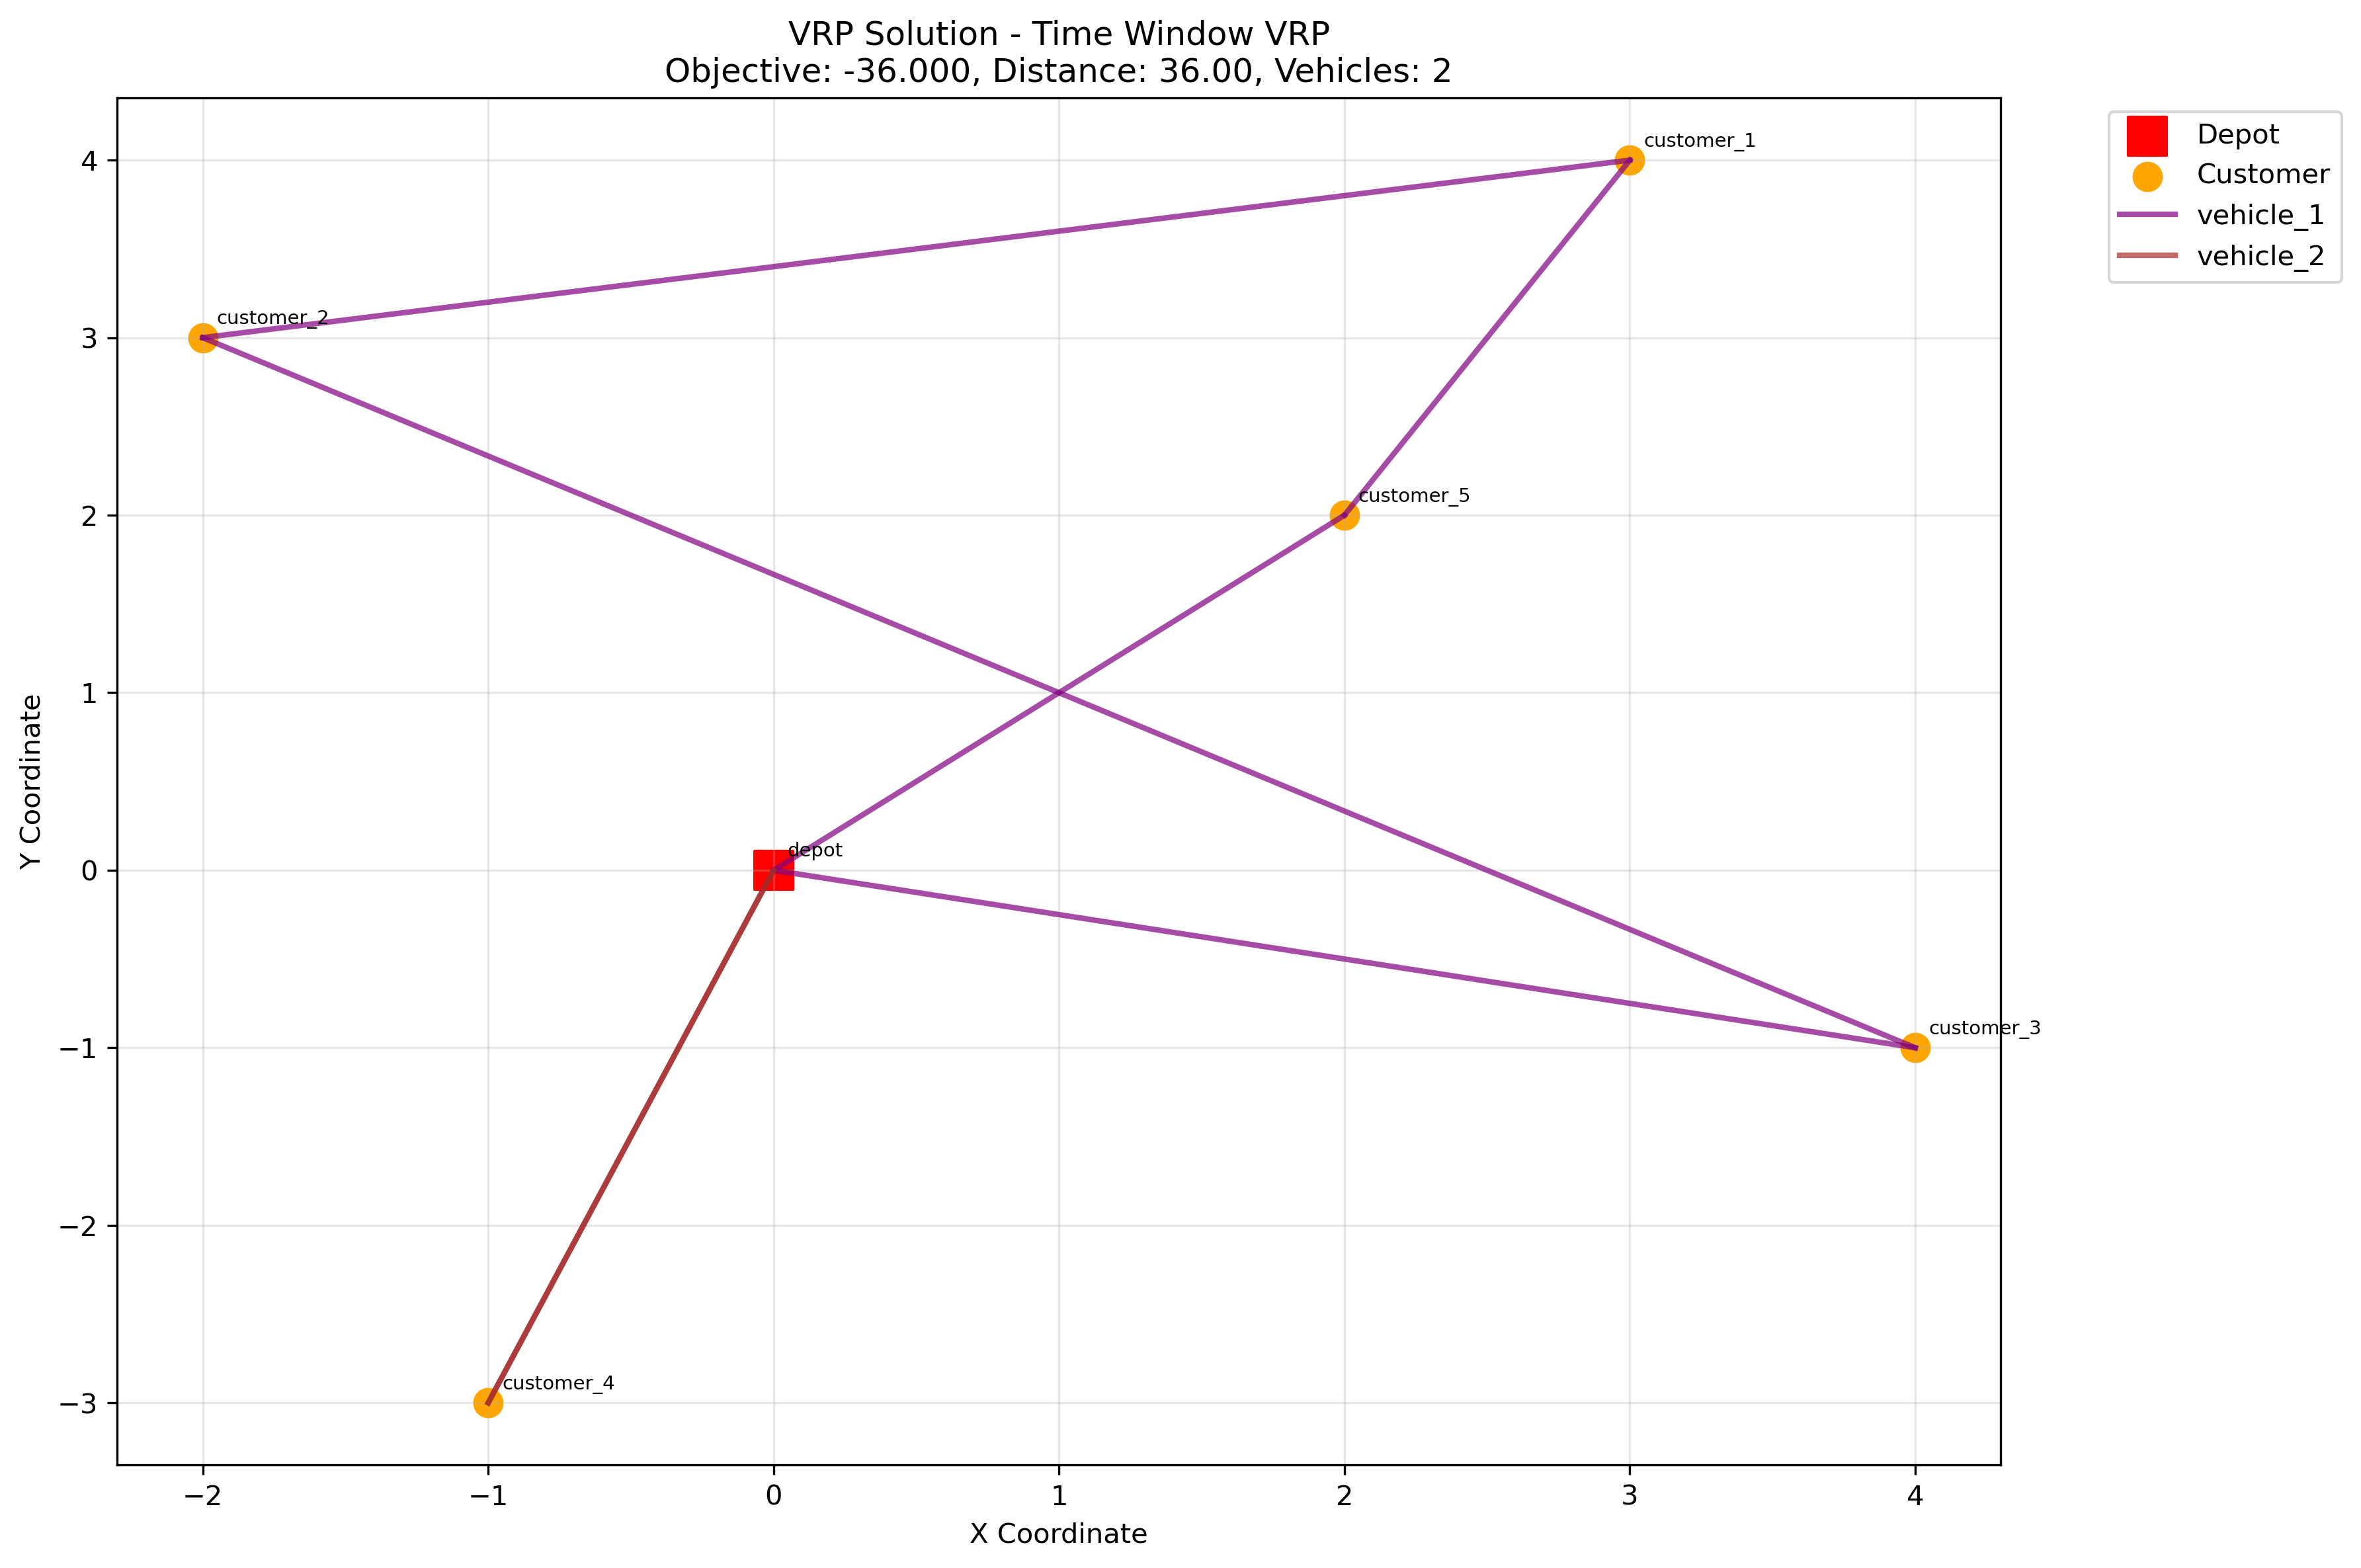 VRP Solution - Time Window VRP
Objective: -36.000, Distance: 36.00, Vehicles: 2
Depot
Customer
vehicle_1
vehicle_2
customer_1
customer_2
customer_5
depot
customer_3
customer_4
Y Coordinate
4
3
2
1
0
−1
−2
−3
−2
−1
0
1
2
3
4
X Coordinate